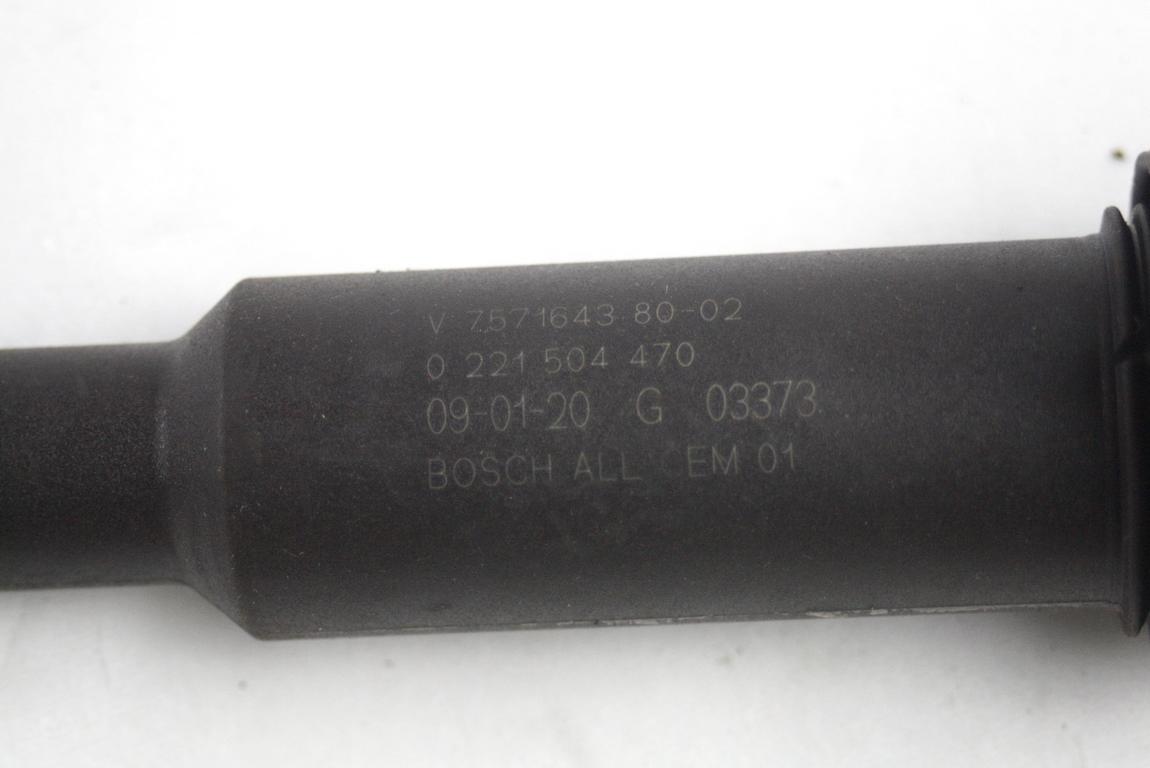 V 7571643 80-02
0 221 504 470
09-01-20 G 03373
BOSCH ALL CEM 01